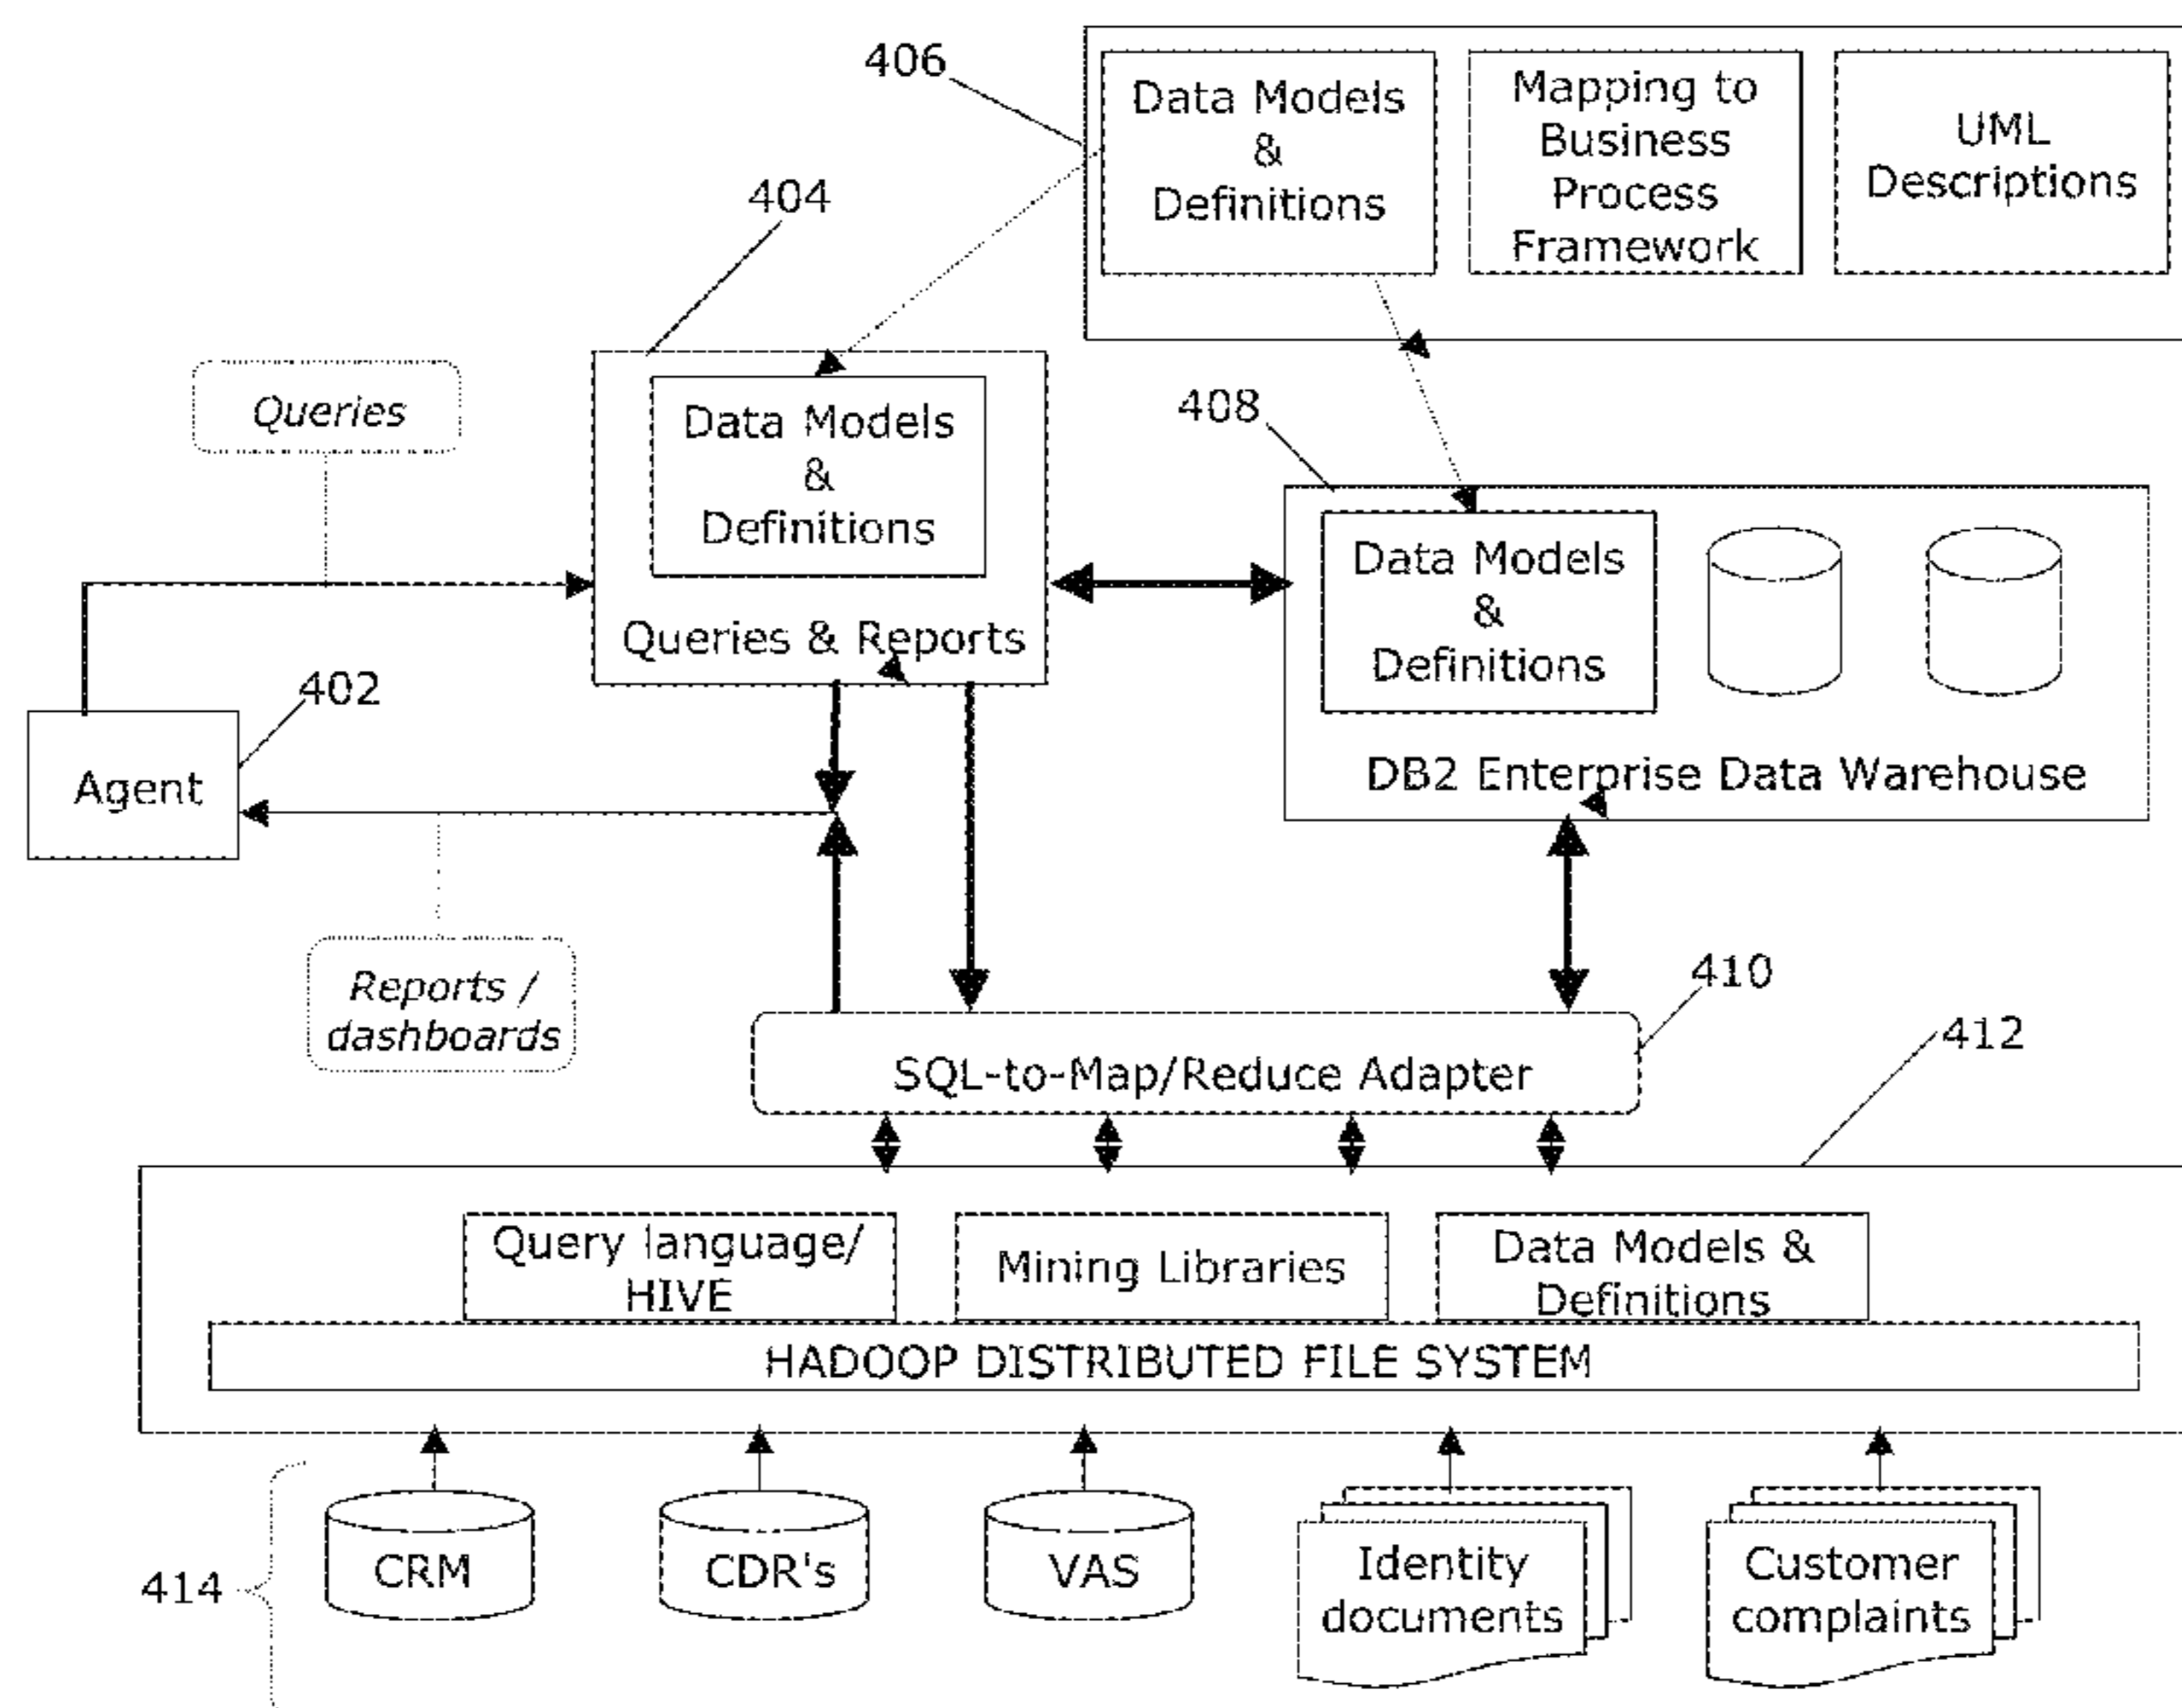 406
Data Models
&
Definitions
Mapping to
Business
Process
Framework
UML
Descriptions
404
Queries
Data Models
&
Definitions
Queries & Reports
408
Data Models
&
Definitions
DB2 Enterprise Data Warehouse
402
Agent
Reports /
dashboards
410
SQL-to-Map/Reduce Adapter
412
Query language/
HIVE
Mining Libraries
Data Models &
Definitions
HADOOP DISTRIBUTED FILE SYSTEM
414
CRM
CDR's
VAS
Identity
documents
Customer
complaints